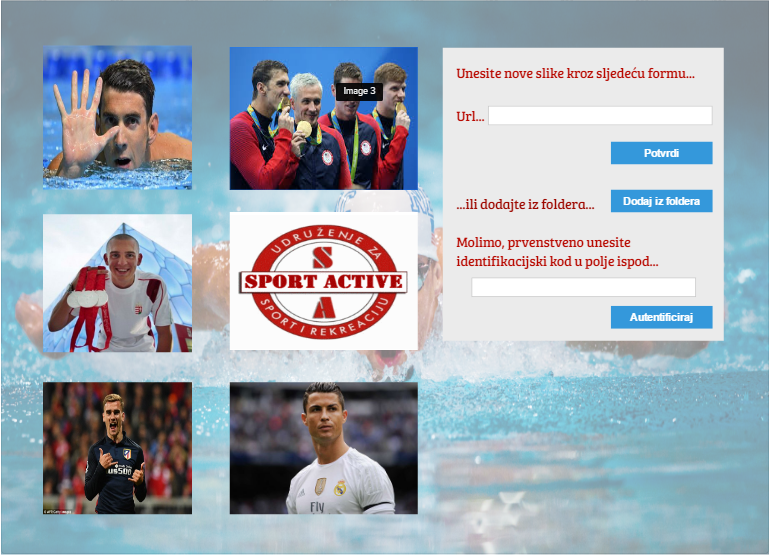 Image 3
UDRUŽENJE ZA
S
SPORT ACTIVE
A
SPORT I REKREACIJU
Fly
Emirates
Unesite nove slike kroz sljedeću formu...
Url...
Potvrdi
...ili dodajte iz foldera...
Dodaj iz foldera
Molimo, prvenstveno unesite
identifikacijski kod u polje ispod...
Autentificiraj